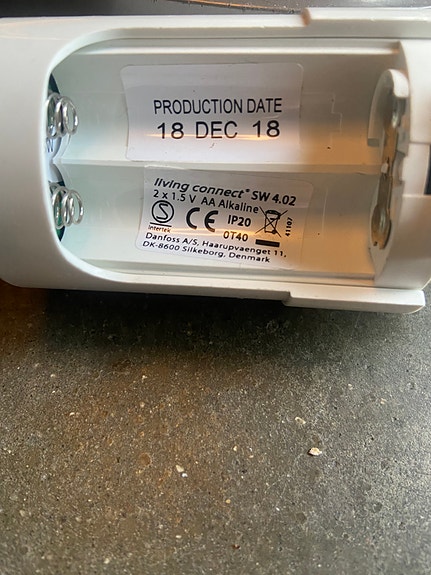 PRODUCTION DATE
18 DEC 18
living connect® SW 4.02
2 x 1.5 V AA Alkaline
S CE IP20
Intertek 0T40
41107
Danfoss A/S, Haarupvaenget 11,
DK-8600 Silkeborg, Denmark